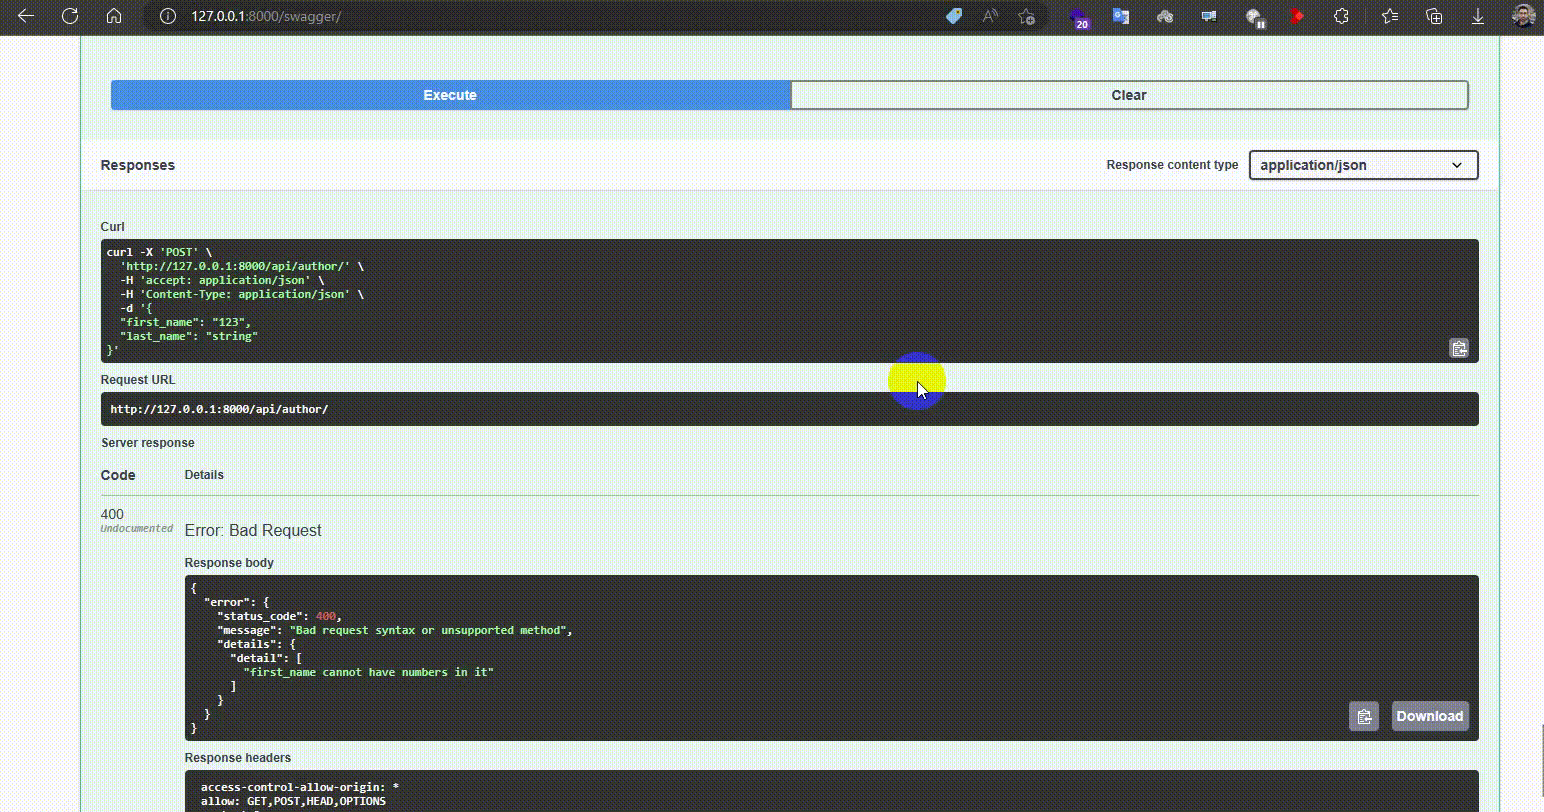 127.0.0.1:8000/swagger/
20
Execute
Clear
Responses
Response content type
application/json
Curl
curl -X 'POST' \
'http://127.0.0.1:8000/api/author/' \
-H 'accept: application/json' \
-H 'Content-Type: application/json' \
-d '{
"first_name": "123",
"last_name": "string"
}'
Request URL
http://127.0.0.1:8000/api/author/
Server response
Code
Details
400
Undocumented
Error: Bad Request
Response body
{
"error": {
"status_code": 400,
"message": "Bad request syntax or unsupported method",
"details": {
"detail": [
"first_name cannot have numbers in it"
]
}
}
}
Download
Response headers
access-control-allow-origin: *
allow: GET,POST,HEAD,OPTIONS